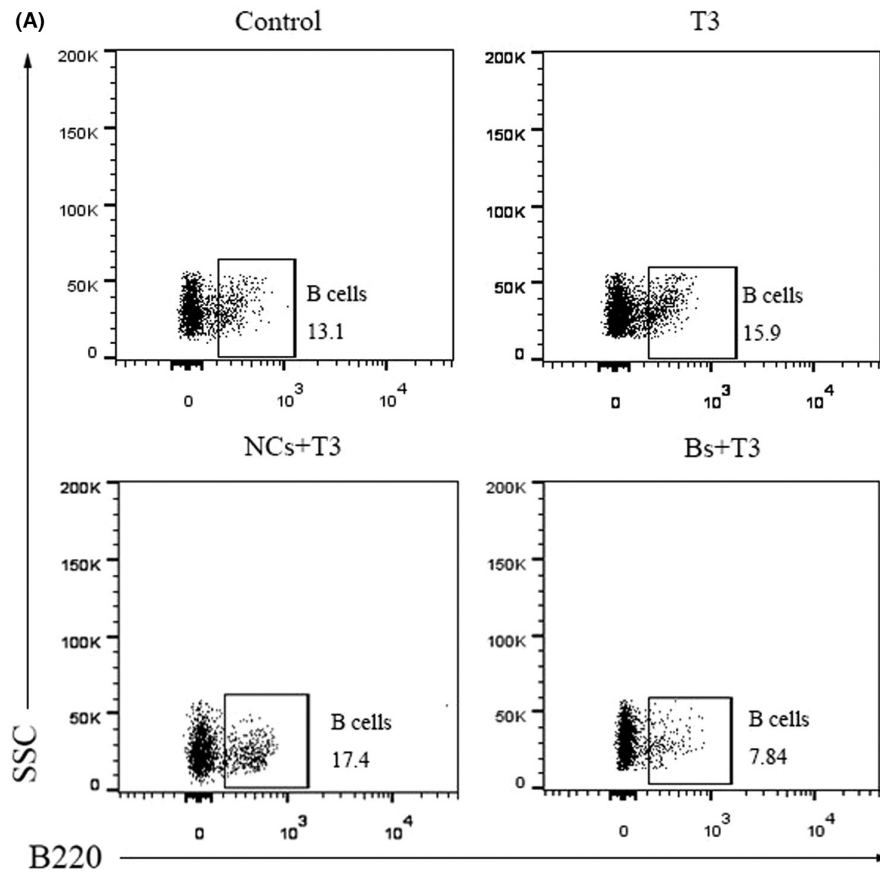 (A)
Control
200K
150K
100K
50K
0
B cells
13.1
0 10³ 10⁴
T3
200K
150K
100K
50K
0
B cells
15.9
0 10³ 10⁴
NCs+T3
200K
150K
100K
50K
0
B cells
17.4
0 10³ 10⁴
Bs+T3
200K
150K
100K
50K
0
B cells
7.84
0 10³ 10⁴
SSC
B220